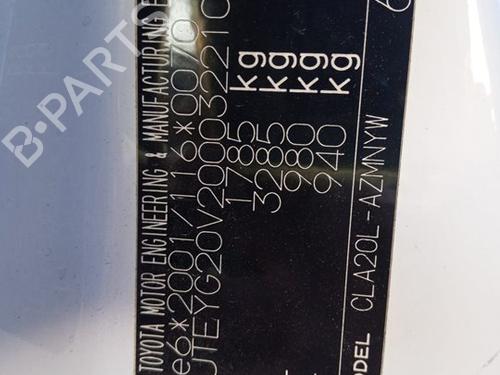 TOYOTA MOTOR ENGINEERING & MANUFACTURING E
e6*2001/116*0070
JTEYG20V200032210
1785 kg
3285 kg
980 kg
940 kg
MODEL CLA20L-AZMNYW
B-PARTS